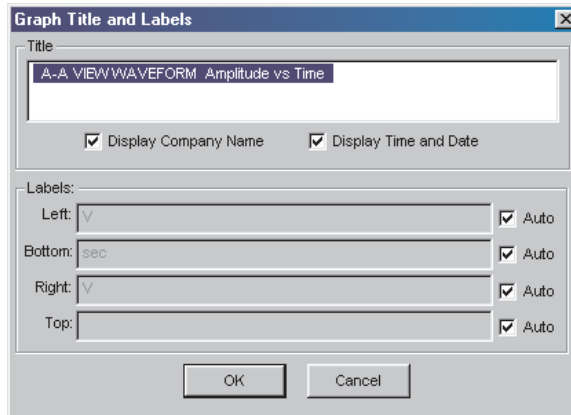 Graph Title and Labels
Title
A-A VIEW WAVEFORM Amplitude vs Time
Display Company Name Display Time and Date
Labels:
Left: V Auto
Bottom: sec Auto
Right: V Auto
Top: Auto
OK Cancel